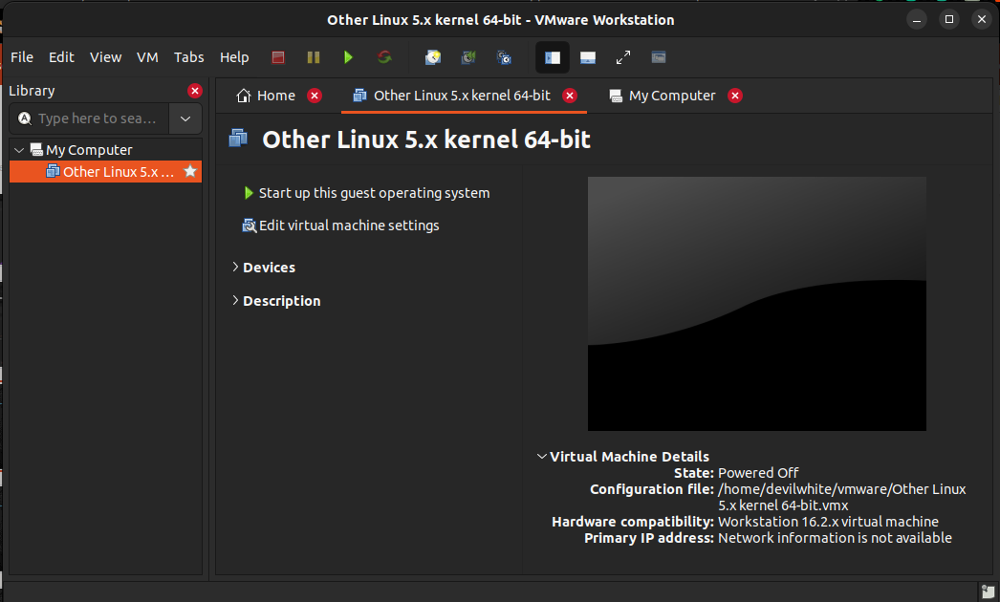 Other Linux 5.x kernel 64-bit - VMware Workstation
File Edit View VM Tabs Help
Library
Type here to sea...
My Computer
Other Linux 5.x ...
Home
Other Linux 5.x kernel 64-bit
My Computer
Other Linux 5.x kernel 64-bit
Start up this guest operating system
Edit virtual machine settings
Devices
Description
Virtual Machine Details
State: Powered Off
Configuration file: /home/devilwhite/vmware/Other Linux
5.x kernel 64-bit.vmx
Hardware compatibility: Workstation 16.2.x virtual machine
Primary IP address: Network information is not available